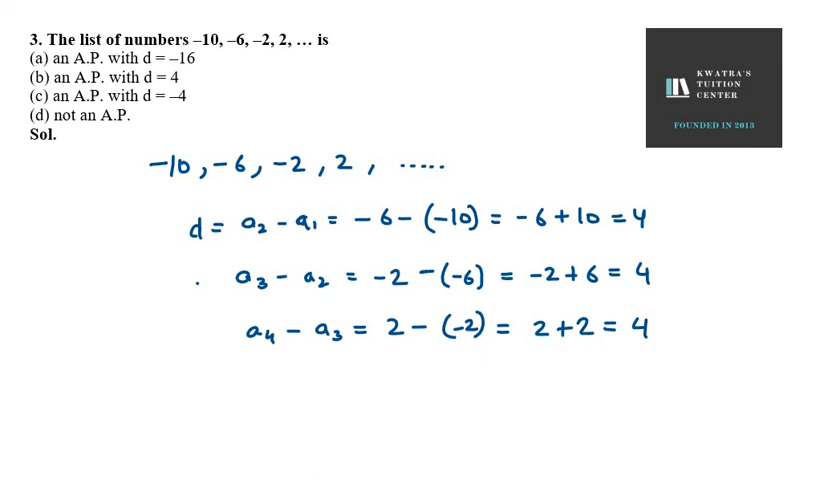 3. The list of numbers –10, –6, –2, 2, … is
(a) an A.P. with d = –16
(b) an A.P. with d = 4
(c) an A.P. with d = –4
(d) not an A.P.
Sol.
KWATRA'S
TUITION
CENTER
FOUNDED IN 2013
-10, -6, -2, 2, .....
d = a₂ - a₁ = -6 - (-10) = -6 + 10 = 4
a₃ - a₂ = -2 - (-6) = -2 + 6 = 4
a₄ - a₃ = 2 - (-2) = 2 + 2 = 4